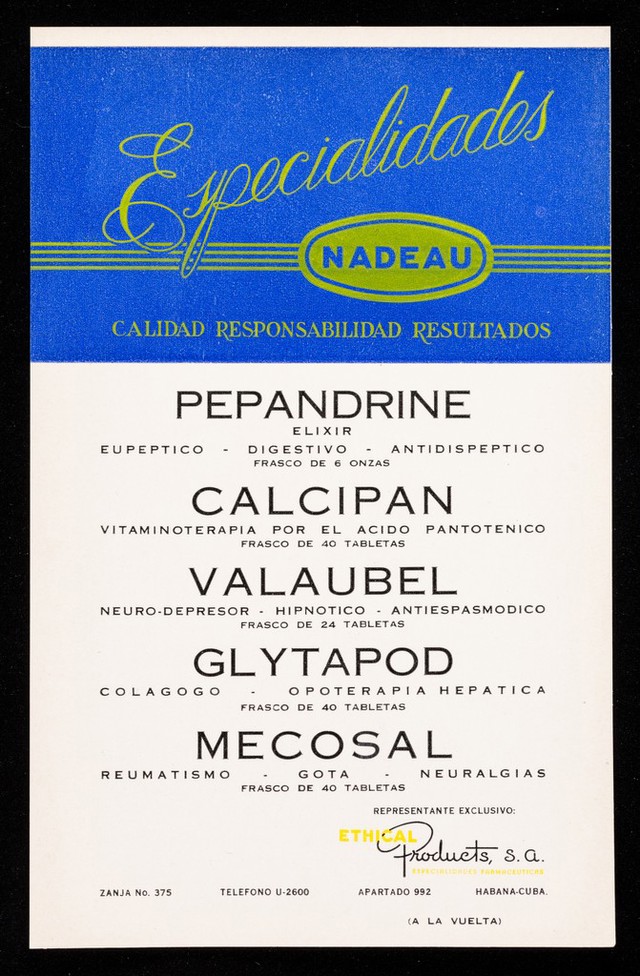 Especialidades
NADEAU
CALIDAD RESPONSABILIDAD RESULTADOS
PEPANDRINE
ELIXIR
EUPEPTICO - DIGESTIVO - ANTIDISPEPTICO
FRASCO DE 6 ONZAS
CALCIPAN
VITAMINOTERAPIA POR EL ACIDO PANTOTENICO
FRASCO DE 40 TABLETAS
VALAUBEL
NEURO-DEPRESOR - HIPNOTICO - ANTIESPASMODICO
FRASCO DE 24 TABLETAS
GLYTAPOD
COLAGOGO - OPOTERAPIA HEPATICA
FRASCO DE 40 TABLETAS
MECOSAL
REUMATISMO - GOTA - NEURALGIAS
FRASCO DE 40 TABLETAS
REPRESENTANTE EXCLUSIVO:
ETHICAL
Products, S.A.
ESPECIALIDADES FARMACEUTICAS
ZANJA No. 375 TELEFONO U-2600 APARTADO 992 HABANA-CUBA.
(A LA VUELTA)